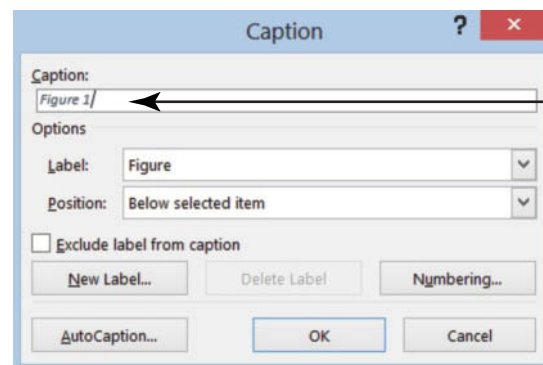 Caption ? ×
Caption:
Figure 1
Options
Label: Figure
Position: Below selected item
Exclude label from caption
New Label... Delete Label Numbering...
AutoCaption... OK Cancel